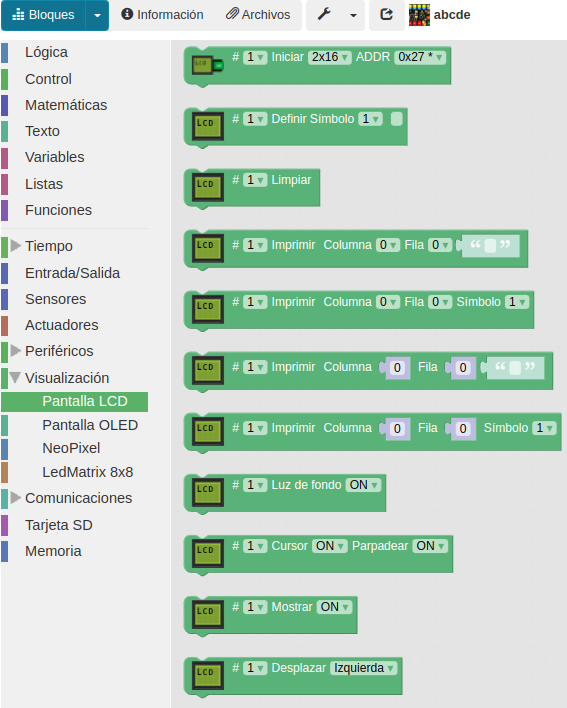 Bloques Información Archivos abcde
Lógica
Control
Matemáticas
Texto
Variables
Listas
Funciones
Tiempo
Entrada/Salida
Sensores
Actuadores
Periféricos
Visualización
Pantalla LCD
Pantalla OLED
NeoPixel
LedMatrix 8x8
Comunicaciones
Tarjeta SD
Memoria
LCD # 1 Iniciar 2x16 ADDR 0x27 *
LCD # 1 Definir Símbolo 1
LCD # 1 Limpiar
LCD # 1 Imprimir Columna 0 Fila 0 “ ”
LCD # 1 Imprimir Columna 0 Fila 0 Símbolo 1
LCD # 1 Imprimir Columna 0 Fila 0 “ ”
LCD # 1 Imprimir Columna 0 Fila 0 Símbolo 1
LCD # 1 Luz de fondo ON
LCD # 1 Cursor ON Parpadear ON
LCD # 1 Mostrar ON
LCD # 1 Desplazar Izquierda